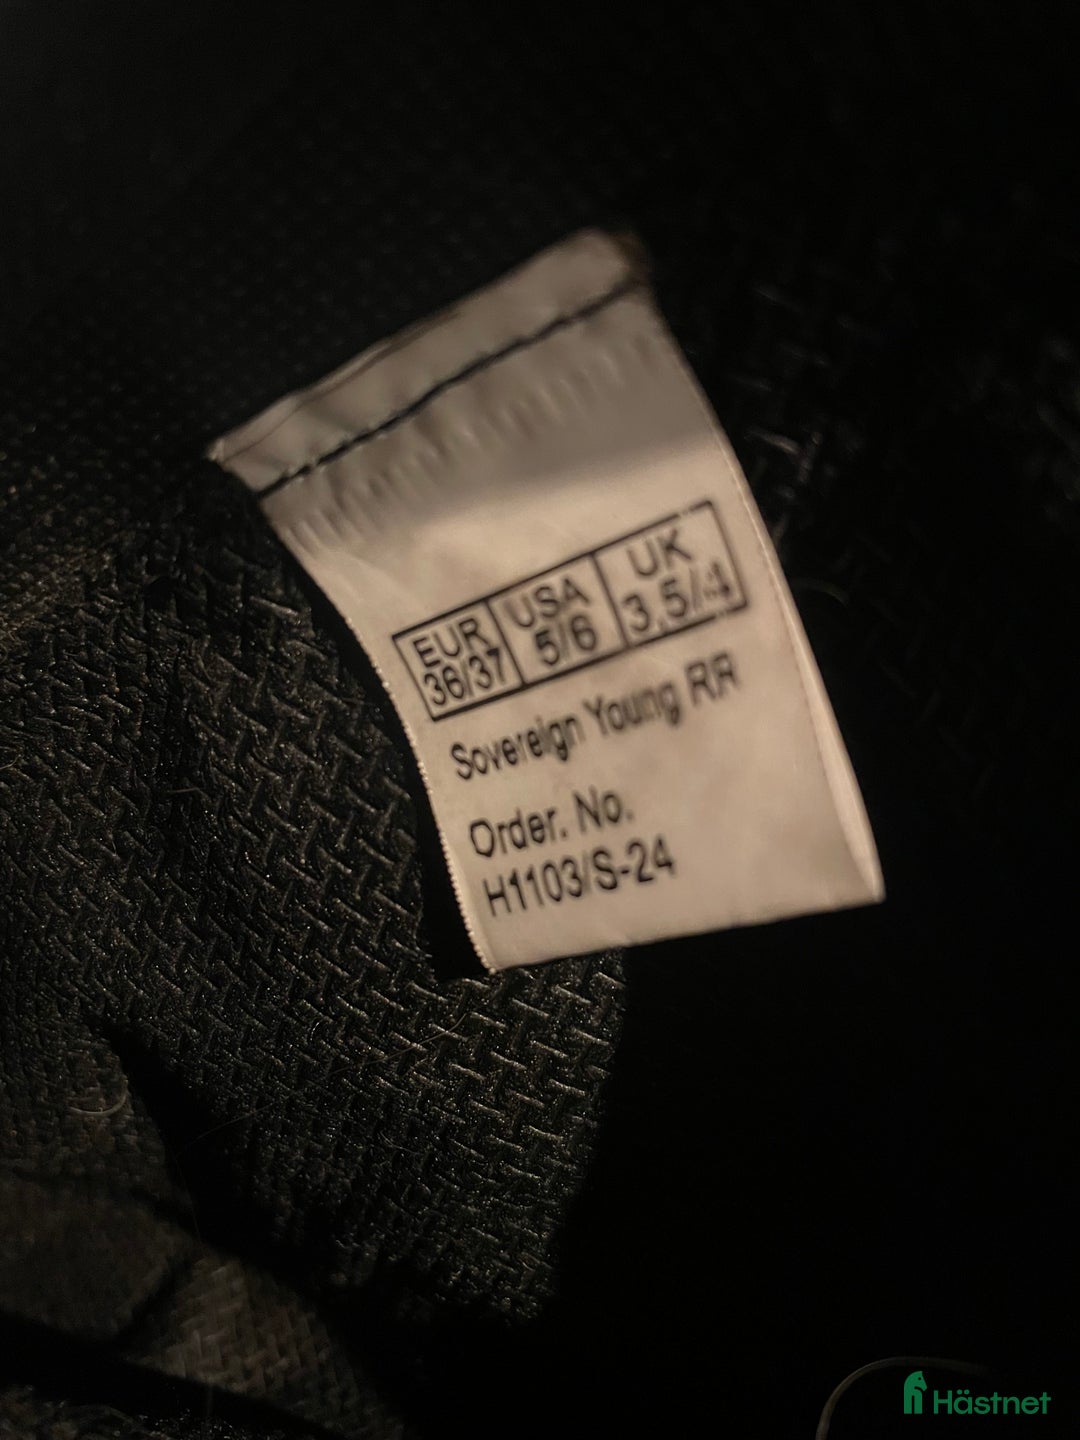 EUR USA UK
36/37 5/6 3,5/4
Sovereign Young RR
Order. No.
H1103/S-24
Hästnet